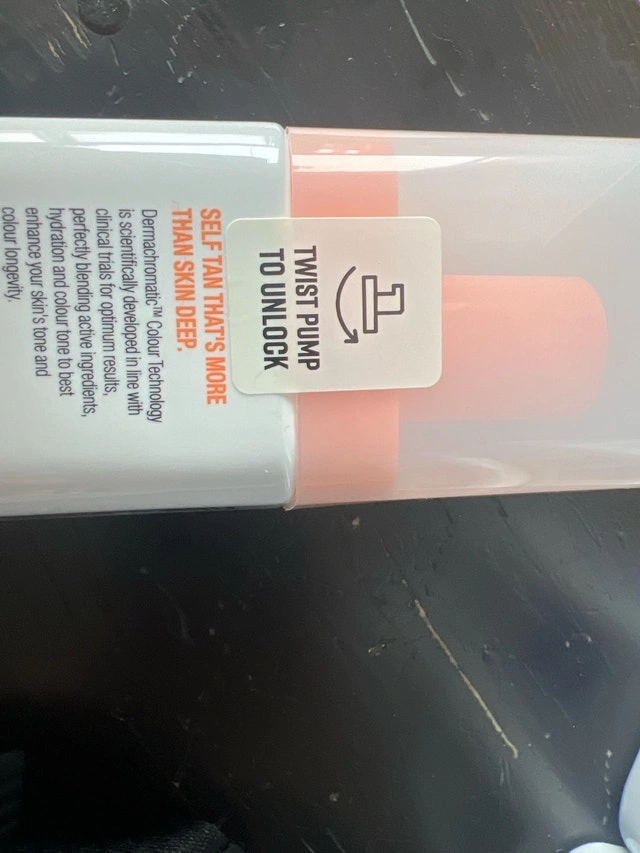 TWIST PUMP
TO UNLOCK
SELF TAN THAT'S MORE
THAN SKIN DEEP.
Dermachromatic™ Colour Technology
is scientifically developed in line with
clinical trials for optimum results,
perfectly blending active ingredients,
hydration and colour tone to best
enhance your skin's tone and
colour longevity.